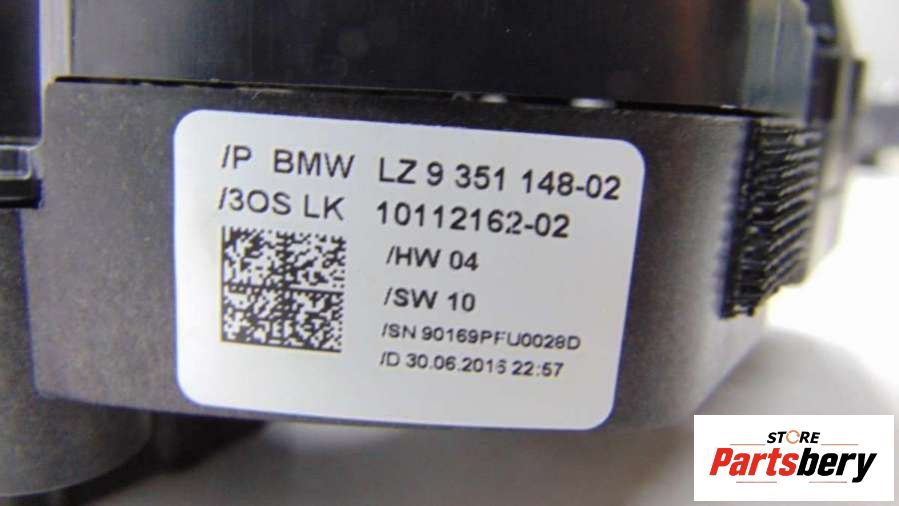 /P BMW LZ 9 351 148-02
/3OS LK 10112162-02
/HW 04
/SW 10
/SN 90169PFU0028D
/D 30.06.2016 22:57
STORE
Partsbery